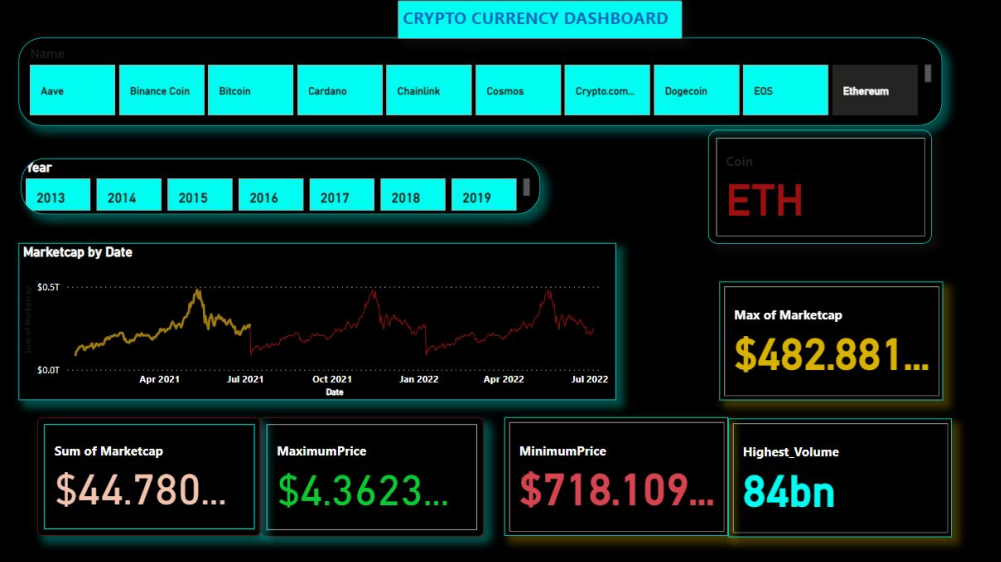 CRYPTO CURRENCY DASHBOARD
Name
Aave
Binance Coin
Bitcoin
Cardano
Chainlink
Cosmos
Crypto.com...
Dogecoin
EOS
Ethereum
Year
2013
2014
2015
2016
2017
2018
2019
Coin
ETH
Marketcap by Date
Sum of Marketcap
$0.5T
$0.0T
Apr 2021
Jul 2021
Oct 2021
Jan 2022
Apr 2022
Jul 2022
Date
Max of Marketcap
$482.881...
Sum of Marketcap
$44.780...
MaximumPrice
$4.3623...
MinimumPrice
$718.109...
Highest_Volume
84bn